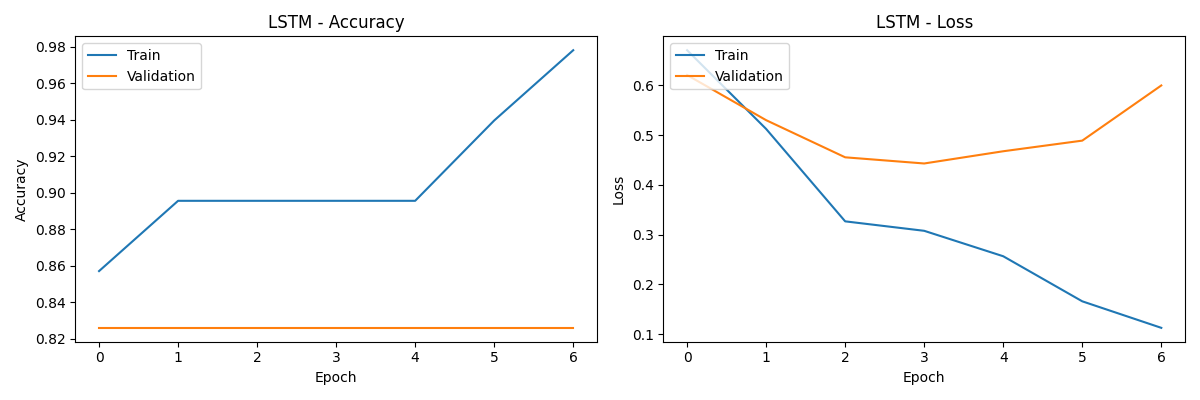 LSTM - Accuracy
Train
Validation
0.98
0.96
0.94
0.92
0.90
0.88
0.86
0.84
0.82
Accuracy
0 1 2 3 4 5 6
Epoch
LSTM - Loss
Train
Validation
0.6
0.5
0.4
0.3
0.2
0.1
Loss
0 1 2 3 4 5 6
Epoch